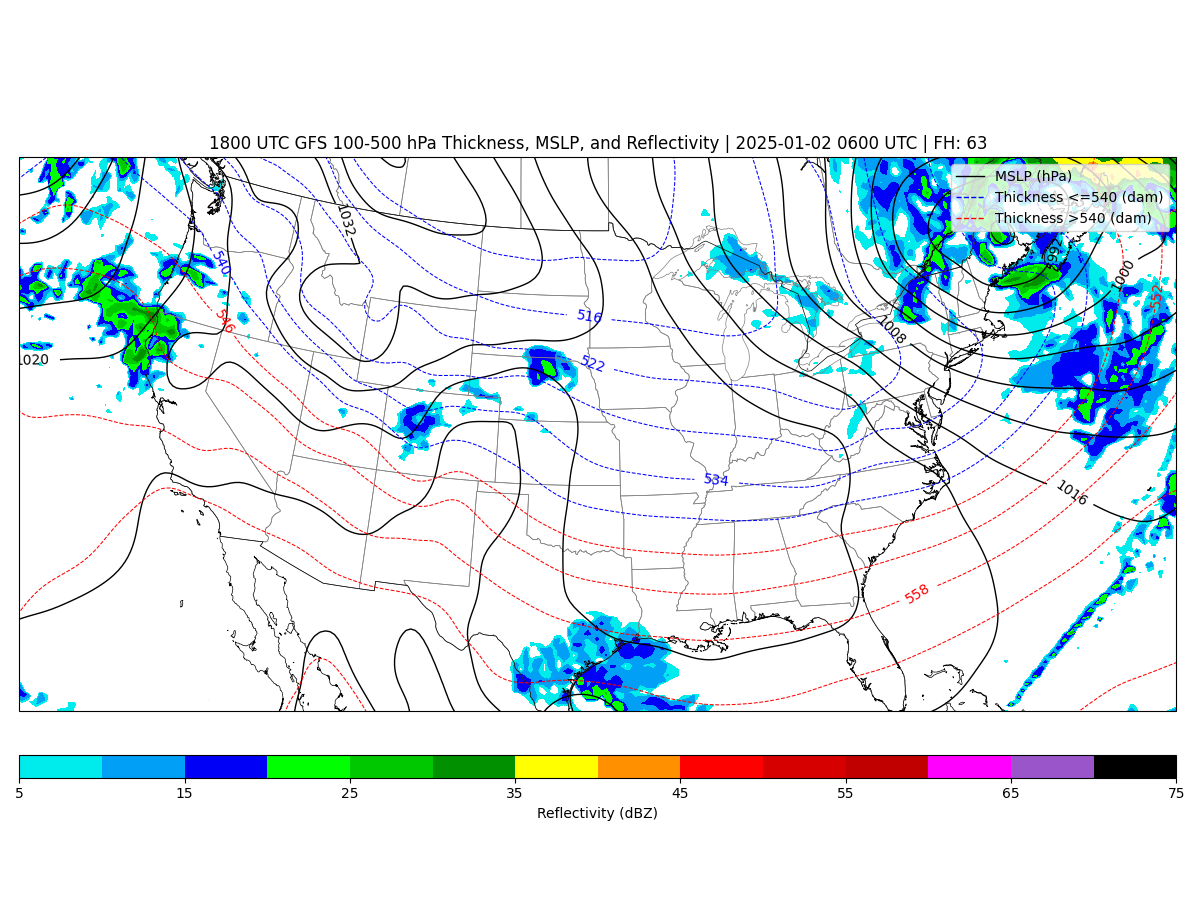 1800 UTC GFS 100-500 hPa Thickness, MSLP, and Reflectivity | 2025-01-02 0600 UTC | FH: 63
MSLP (hPa)
Thickness <=540 (dam)
Thickness >540 (dam)
1032
992
540
1000
552
516
546
1008
1020
522
534
1016
558
5 15 25 35 45 55 65 75
Reflectivity (dBZ)